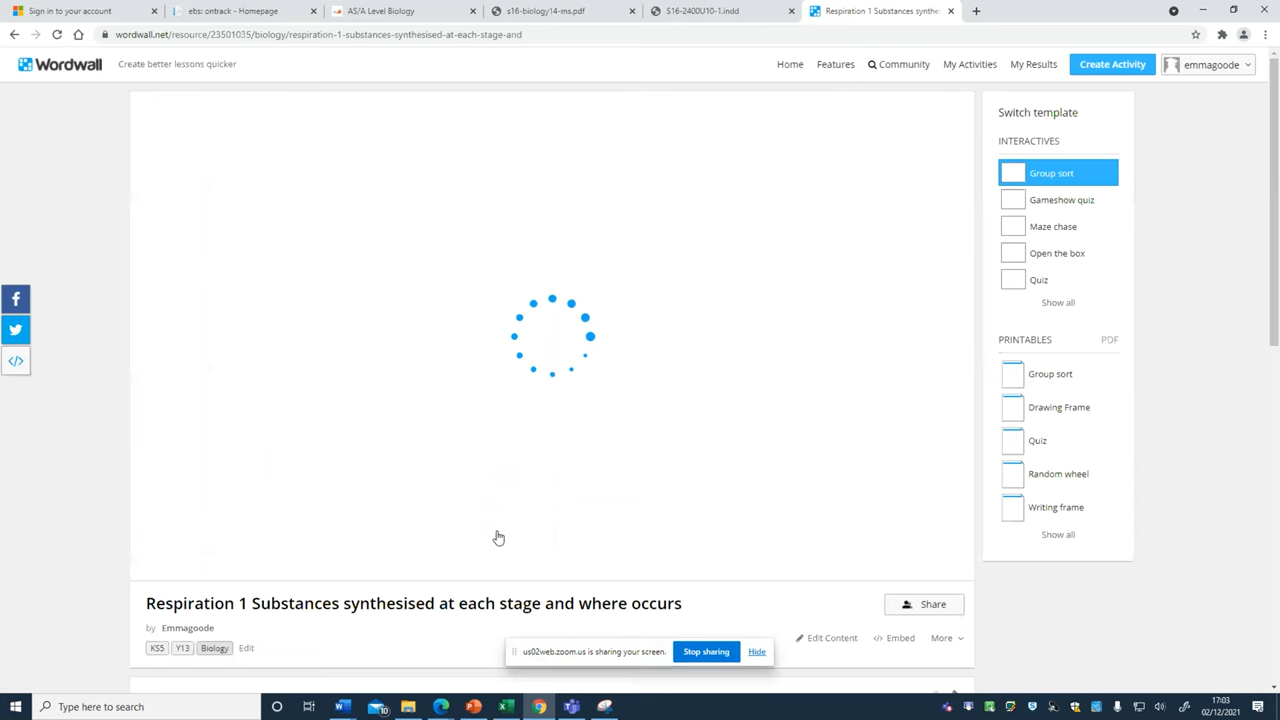 Sign in to your account
ebs: ontrack - Homepage
AS/A Level Biology
s16-biology14-ms.pdf
S16-2400U10-1.indd
Respiration 1 Substances synthe
wordwall.net/resource/23501035/biology/respiration-1-substances-synthesised-at-each-stage-and
Wordwall
Create better lessons quicker
Home
Features
Community
My Activities
My Results
Create Activity
emmagoode
Switch template
INTERACTIVES
Group sort
Gameshow quiz
Maze chase
Open the box
Quiz
Show all
PRINTABLES PDF
Group sort
Drawing Frame
Quiz
Random wheel
Writing frame
Show all
Respiration 1 Substances synthesised at each stage and where occurs
Share
by Emmagoode
Edit Content
</> Embed
More
KS5 Y13 Biology Edit
us02web.zoom.us is sharing your screen.
Stop sharing
Hide
Type here to search
17:03
02/12/2021